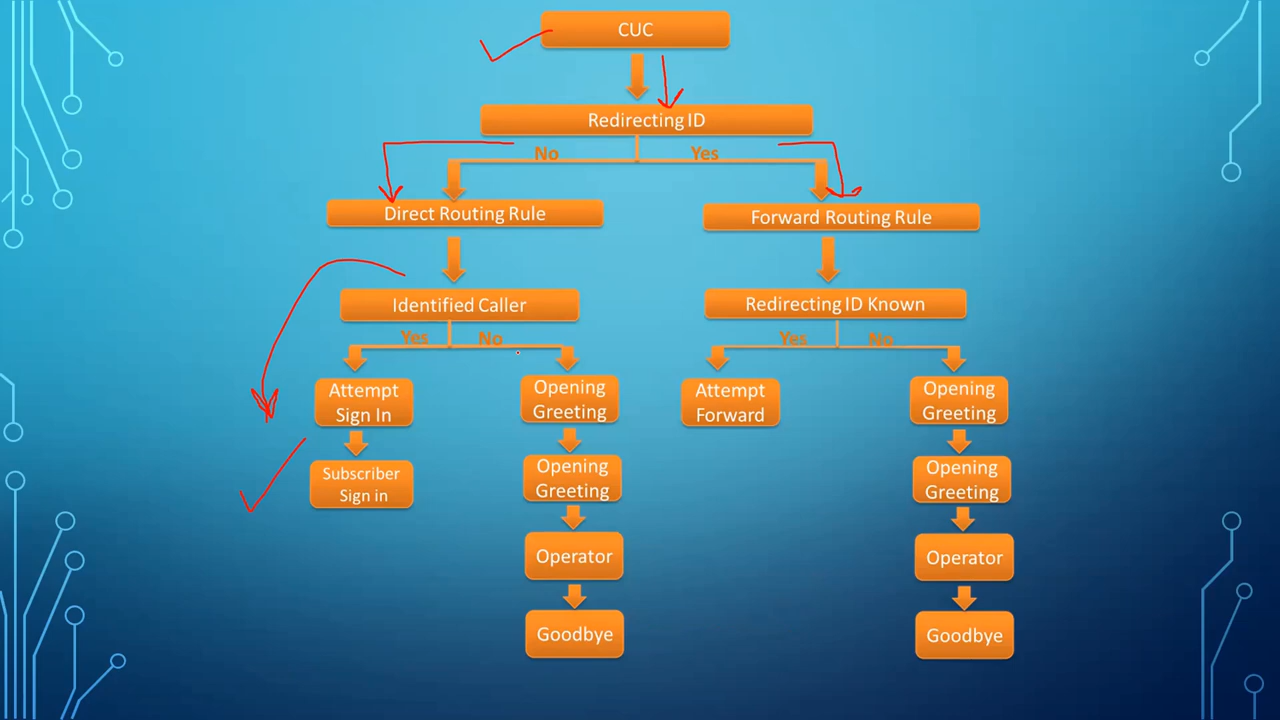 CUC
Redirecting ID
No
Yes
Direct Routing Rule
Forward Routing Rule
Identified Caller
Redirecting ID Known
Yes
No
Yes
No
Attempt
Sign In
Opening
Greeting
Attempt
Forward
Opening
Greeting
Subscriber
Sign in
Opening
Greeting
Opening
Greeting
Operator
Operator
Goodbye
Goodbye